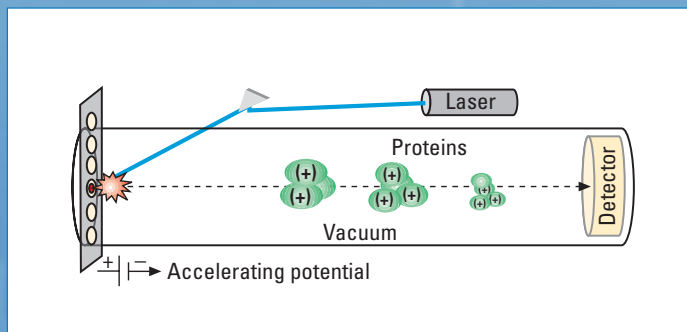 Laser
Proteins
(+) (+) (+)
(+) (+) (+) (+) (+)
Detector
Vacuum
+ − Accelerating potential